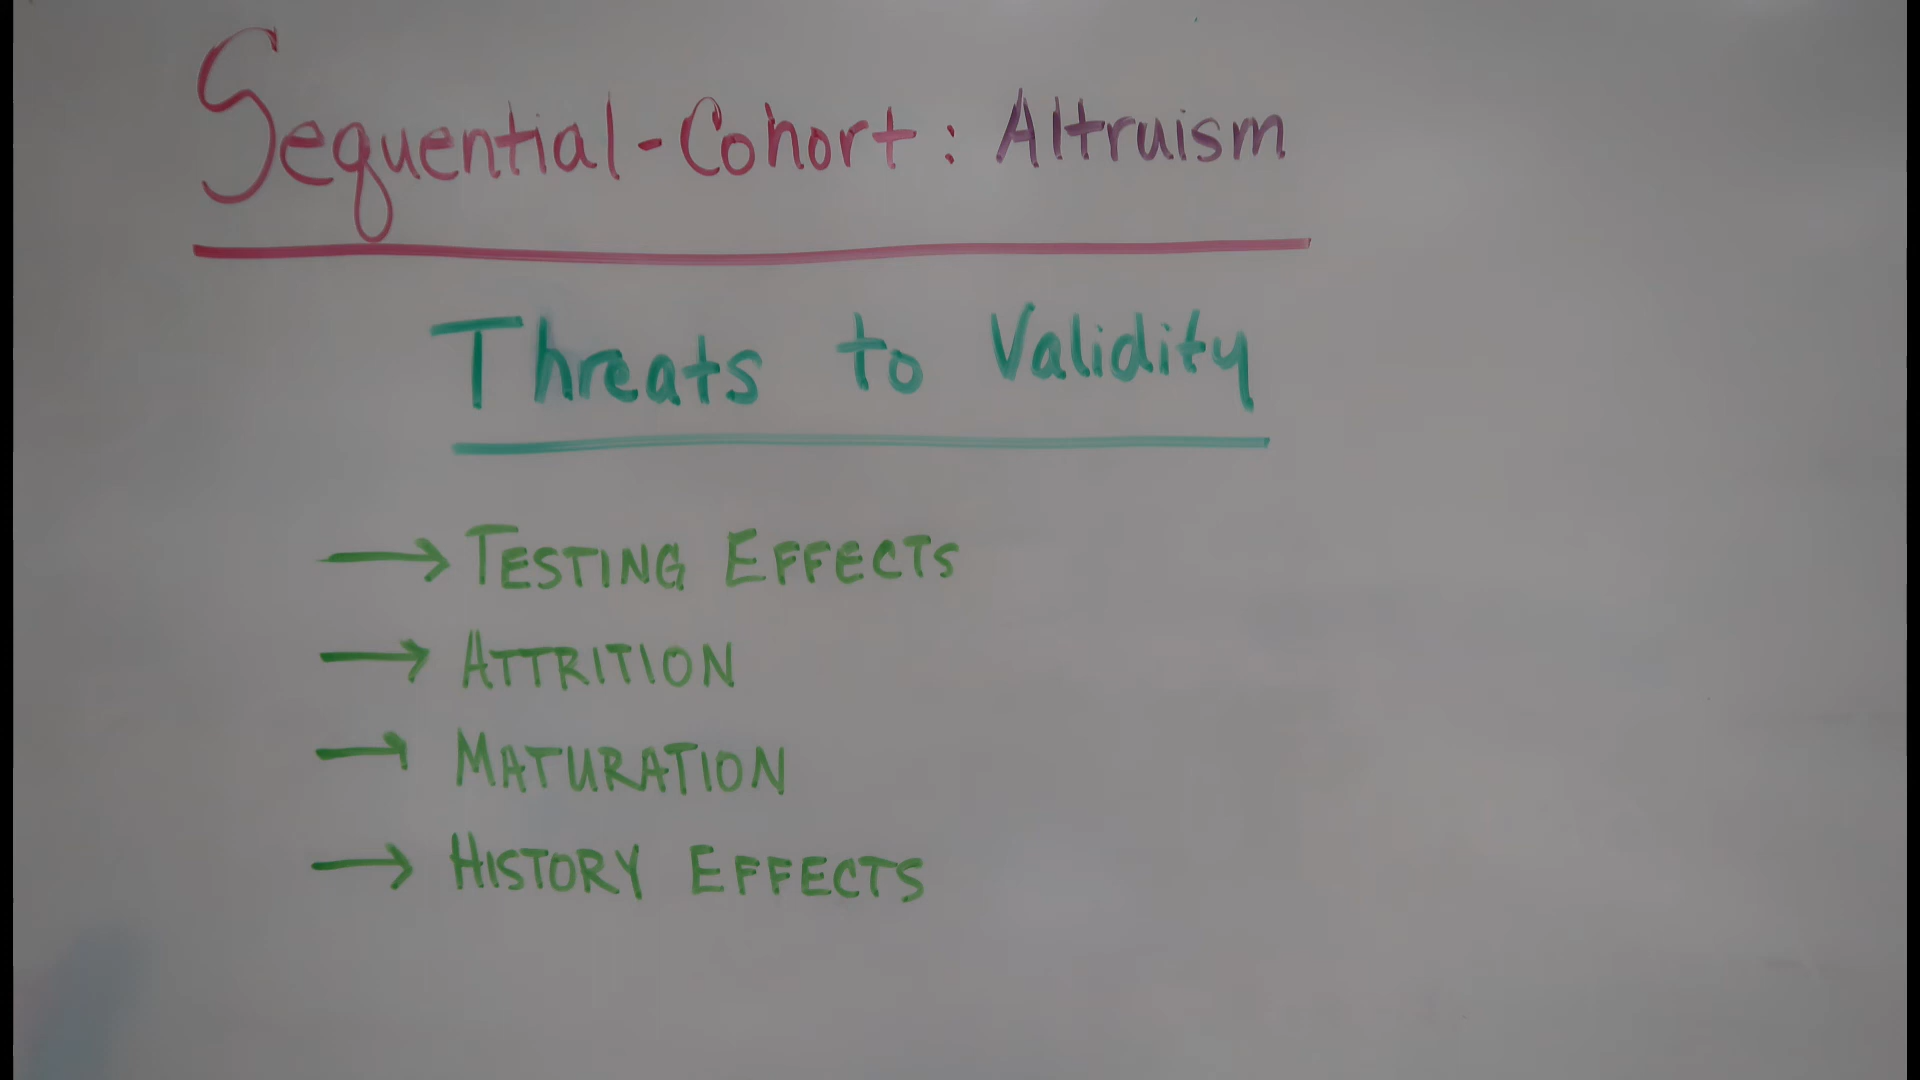 Sequential-Cohort: Altruism
Threats to Validity
→ TESTING EFFECTS
→ ATTRITION
→ MATURATION
→ HISTORY EFFECTS